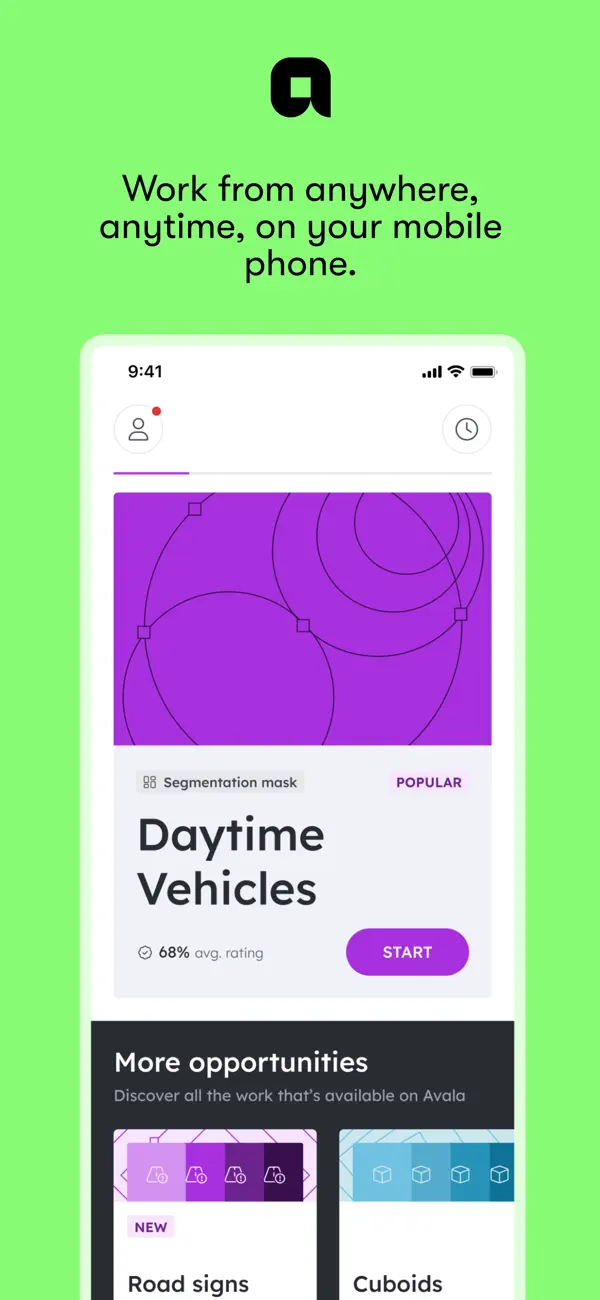 Work from anywhere,
anytime, on your mobile
phone.
9:41
Segmentation mask
POPULAR
Daytime
Vehicles
68% avg. rating
START
More opportunities
Discover all the work that's available on Avala
NEW
Road signs
Cuboids